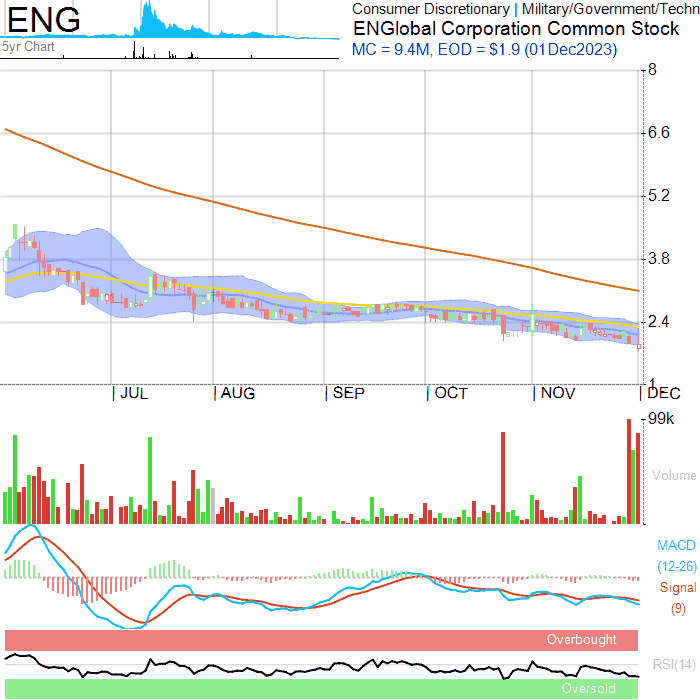 ENG
5yr Chart
Consumer Discretionary | Military/Government/Techn
ENGlobal Corporation Common Stock
MC = 9.4M, EOD = $1.9 (01Dec2023)
8
6.6
5.2
3.8
2.4
1
JUL
AUG
SEP
OCT
NOV
DEC
99k
Volume
MACD
(12-26)
Signal
(9)
Overbought
RSI(14)
Oversold